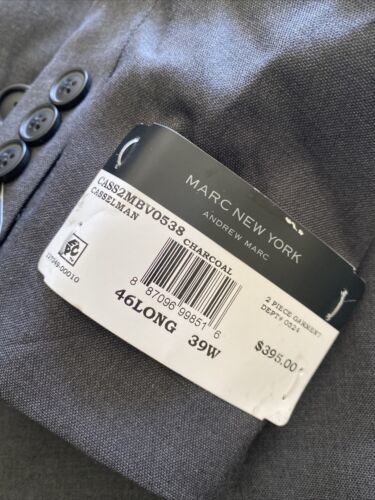 MARC NEW YORK
ANDREW MARC
CASS2MBV0538
CASSELMAN
CHARCOAL
8 87096 99851 6
46LONG 39W
2 PIECE GARMENT
DEPT# 0524
$395.00